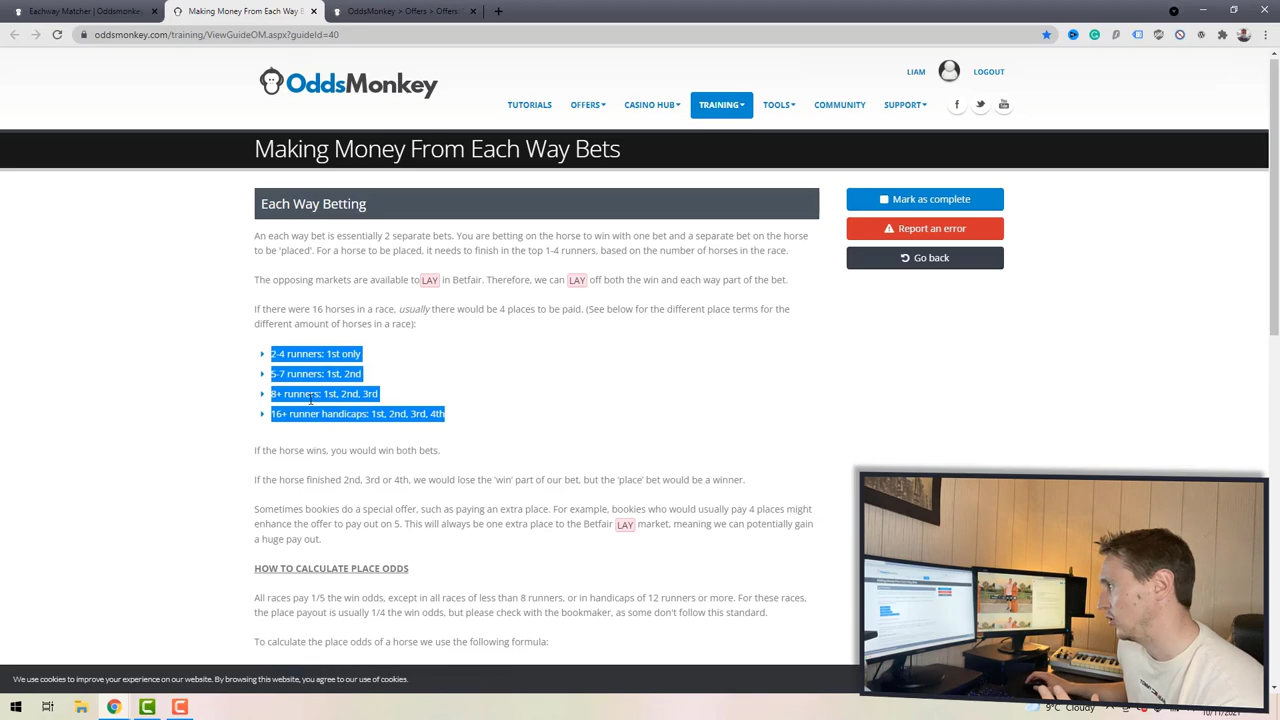 Eachway Matcher | OddsMonkey
Making Money From Each Way Bets
OddsMonkey > Offers > Offers
oddsmonkey.com/training/ViewGuideOM.aspx?guideId=40
OddsMonkey
LIAM
LOGOUT
TUTORIALS
OFFERS
CASINO HUB
TRAINING
TOOLS
COMMUNITY
SUPPORT
Making Money From Each Way Bets
Each Way Betting
Mark as complete
Report an error
Go back
An each way bet is essentially 2 separate bets. You are betting on the horse to win with one bet and a separate bet on the horse
to be 'placed'. For a horse to be placed, it needs to finish in the top 1-4 runners, based on the number of horses in the race.
The opposing markets are available to LAY in Betfair. Therefore, we can LAY off both the win and each way part of the bet.
If there were 16 horses in a race, usually there would be 4 places to be paid. (See below for the different place terms for the
different amount of horses in a race):
2-4 runners: 1st only
5-7 runners: 1st, 2nd
8+ runners: 1st, 2nd, 3rd
16+ runner handicaps: 1st, 2nd, 3rd, 4th
If the horse wins, you would win both bets.
If the horse finished 2nd, 3rd or 4th, we would lose the 'win' part of our bet, but the 'place' bet would be a winner.
Sometimes bookies do a special offer, such as paying an extra place. For example, bookies who would usually pay 4 places might
enhance the offer to pay out on 5. This will always be one extra place to the Betfair LAY market, meaning we can potentially gain
a huge pay out.
HOW TO CALCULATE PLACE ODDS
All races pay 1/5 the win odds, except in all races of less than 8 runners, or in handicaps of 12 runners or more. For these races,
the place payout is usually 1/4 the win odds, but please check with the bookmaker, as some don't follow this standard.
To calculate the place odds of a horse we use the following formula:
We use cookies to improve your experience on our website. By browsing this website, you agree to our use of cookies.
9°C Cloudy
10/11/2021